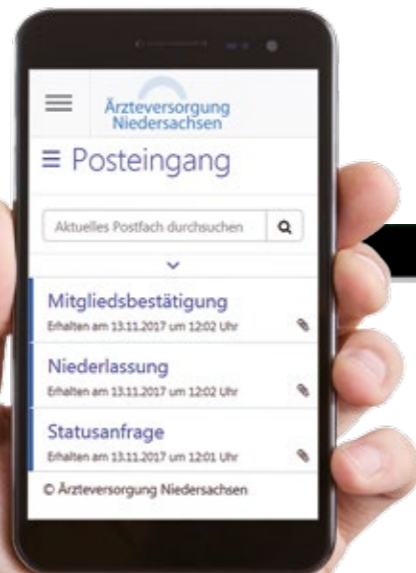 Ärzteversorgung
Niedersachsen
Posteingang
Aktuelles Postfach durchsuchen
Mitgliedsbestätigung
Erhalten am 13.11.2017 um 12:02 Uhr
Niederlassung
Erhalten am 13.11.2017 um 12:02 Uhr
Statusanfrage
Erhalten am 13.11.2017 um 12:01 Uhr
© Ärzteversorgung Niedersachsen